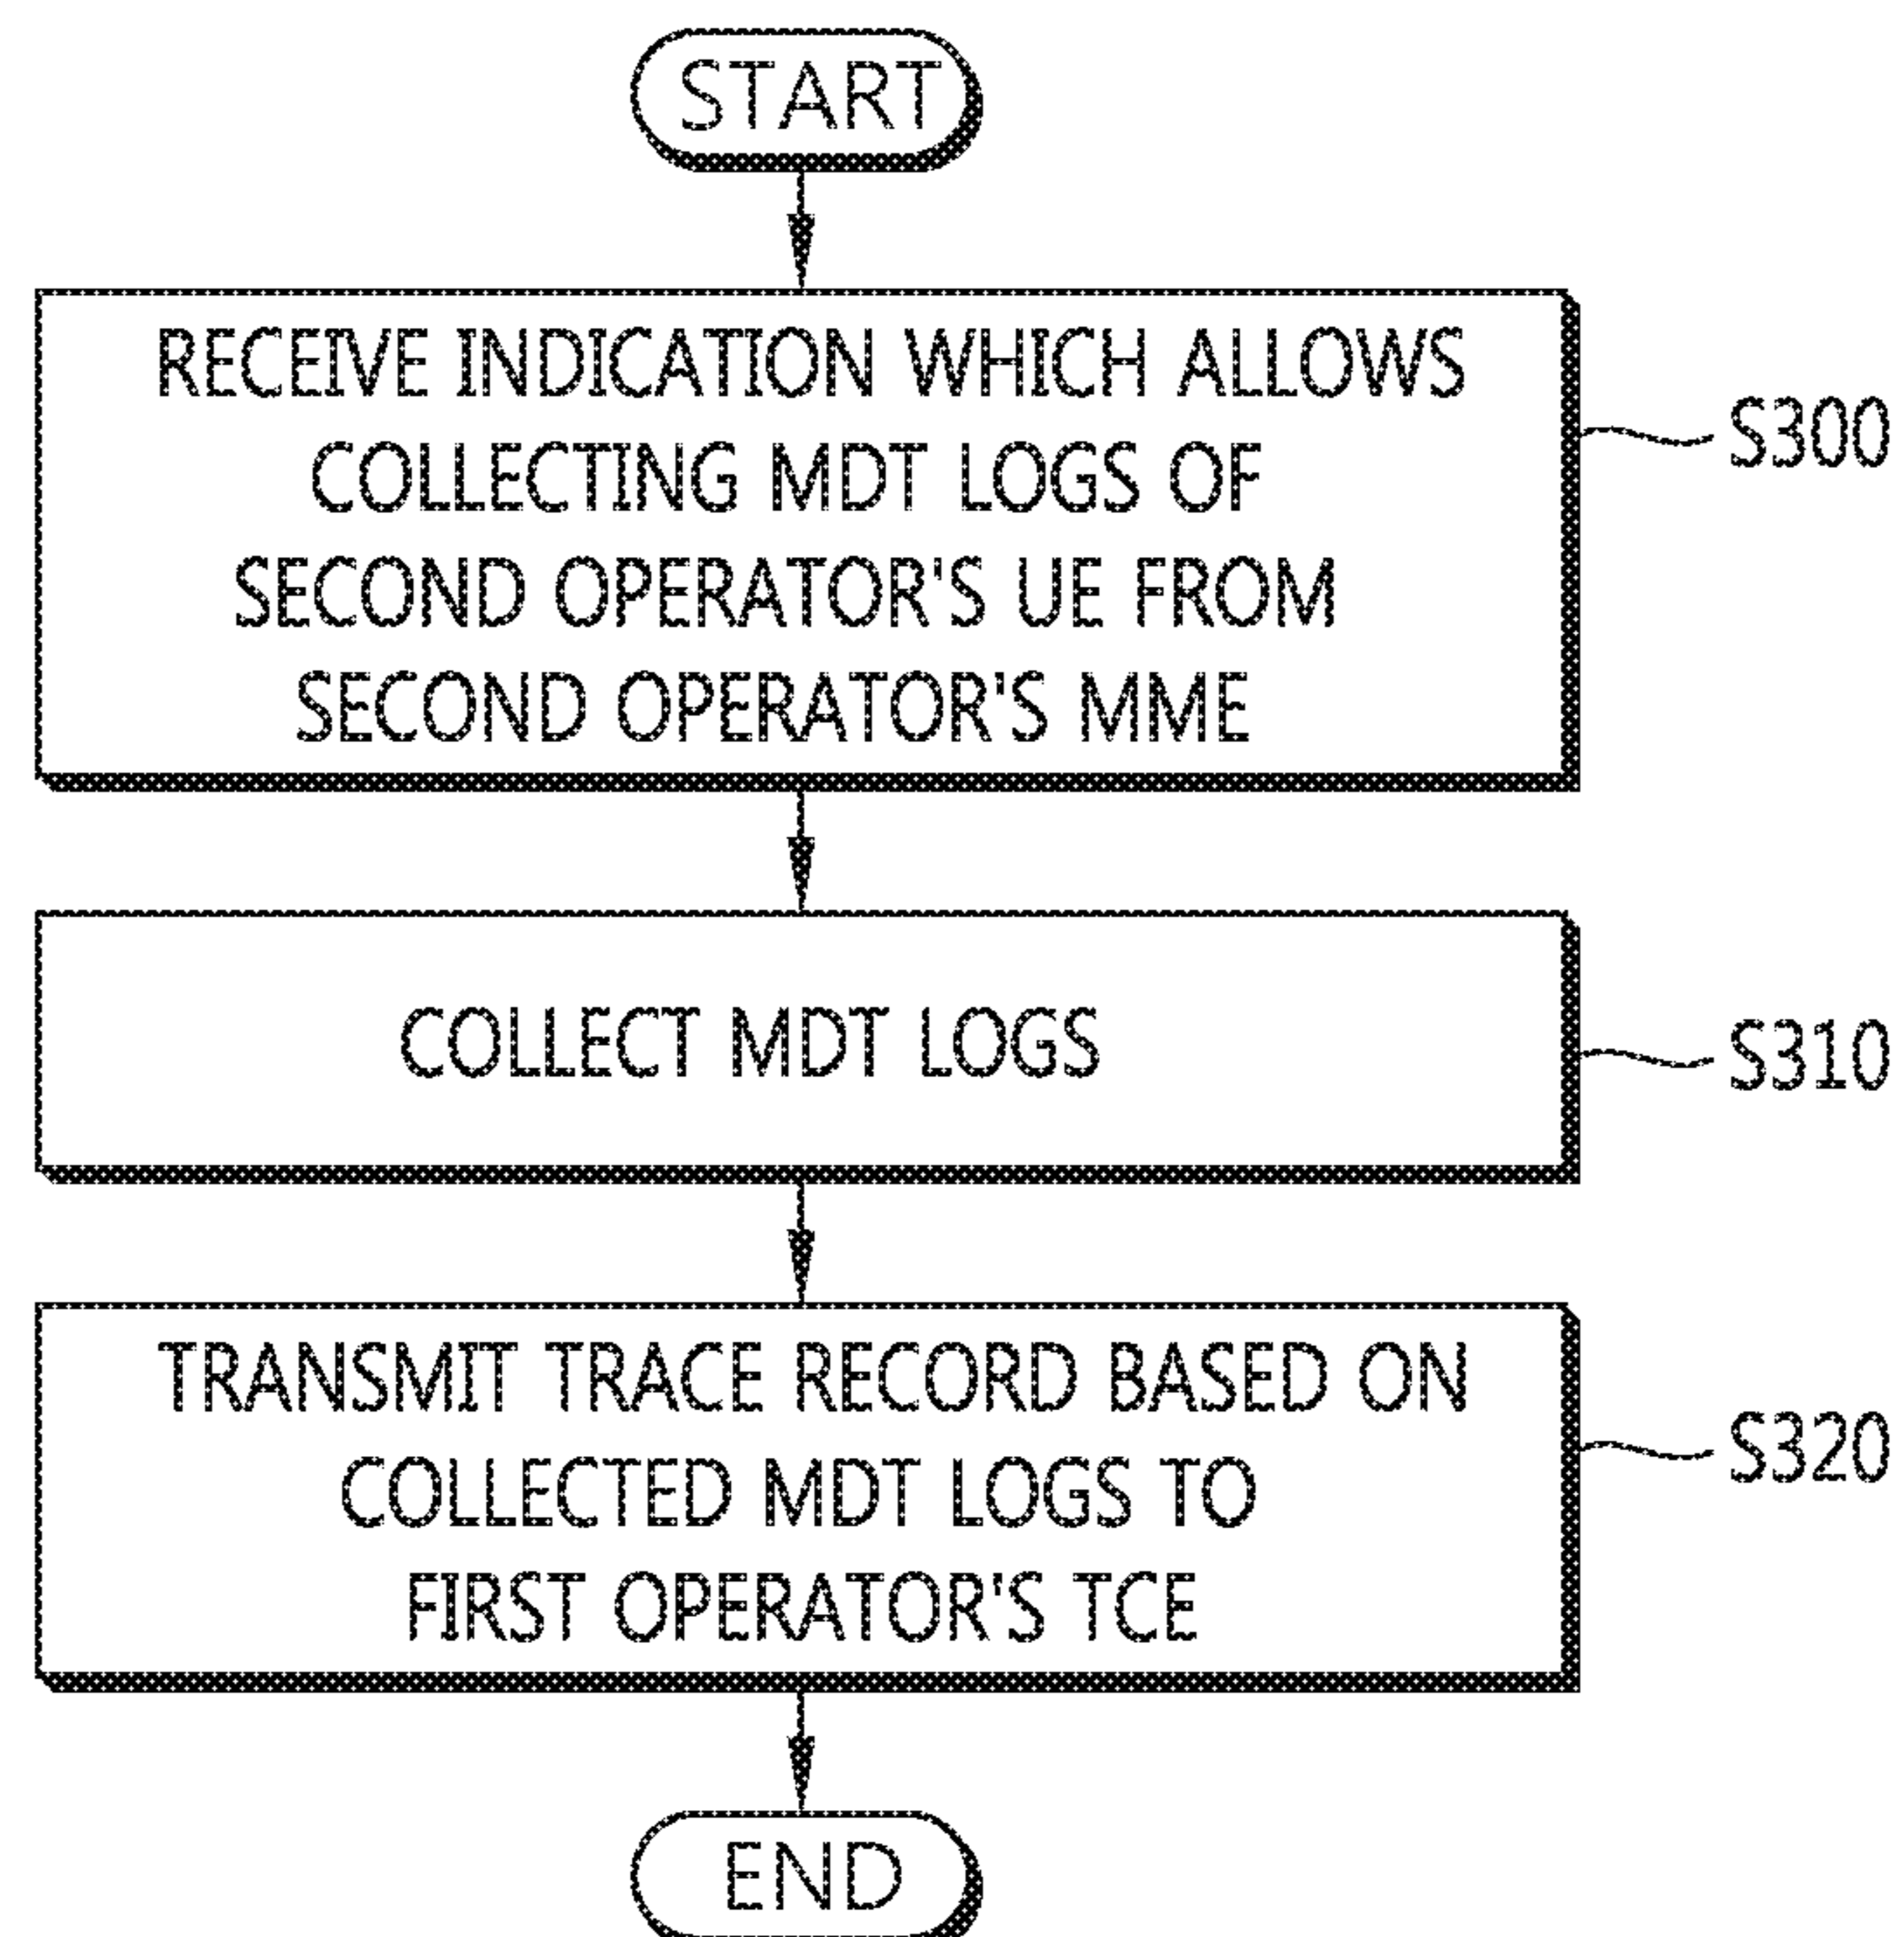 START
RECEIVE INDICATION WHICH ALLOWS
COLLECTING MDT LOGS OF
SECOND OPERATOR'S UE FROM
SECOND OPERATOR'S MME
S300
COLLECT MDT LOGS
S310
TRANSMIT TRACE RECORD BASED ON
COLLECTED MDT LOGS TO
FIRST OPERATOR'S TCE
S320
END